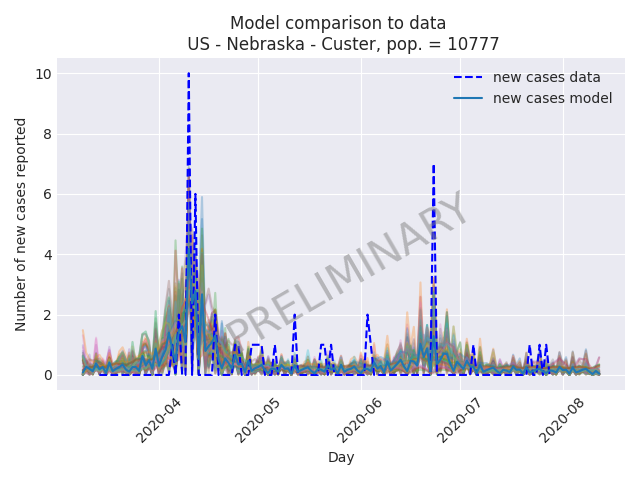 Model comparison to data
US - Nebraska - Custer, pop. = 10777
Number of new cases reported
10
8
6
4
2
0
new cases data
new cases model
PRELIMINARY
2020-04
2020-05
2020-06
2020-07
2020-08
Day